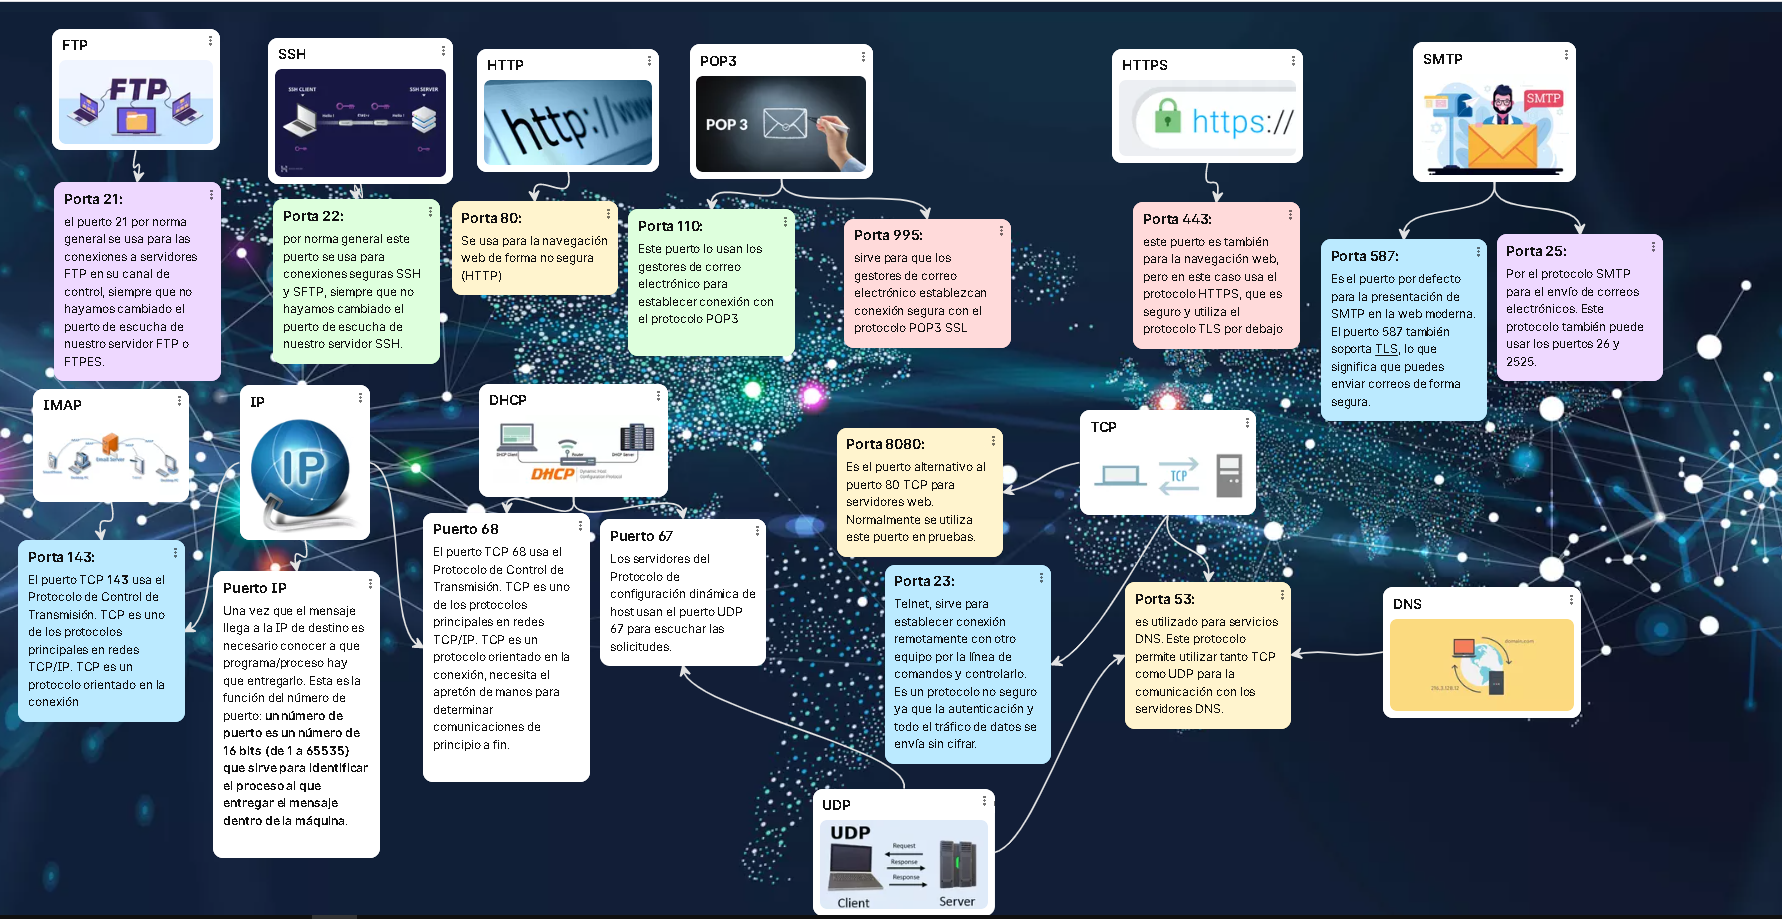 FTP
FTP
Porta 21:
el puerto 21 por norma
general se usa para las
conexiones a servidores
FTP en su canal de
control, siempre que no
hayamos cambiado el
puerto de escucha de
nuestro servidor FTP o
FTPES.
SSH
SSH CLIENT
SSH SERVER
Porta 22:
por norma general este
puerto se usa para
conexiones seguras SSH
y SFTP, siempre que no
hayamos cambiado el
puerto de escucha de
nuestro servidor SSH.
HTTP
http://www
Porta 80:
Se usa para la navegación
web de forma no segura
(HTTP)
POP3
POP 3
Porta 110:
Este puerto lo usan los
gestores de correo
electrónico para
establecer conexión con
el protocolo POP3
Porta 995:
sirve para que los
gestores de correo
electrónico establezcan
conexión segura con el
protocolo POP3 SSL
HTTPS
https://
Porta 443:
este puerto es también
para la navegación web,
pero en este caso usa el
protocolo HTTPS, que es
seguro y utiliza el
protocolo TLS por debajo
SMTP
SMTP
Porta 587:
Es el puerto por defecto
para la presentación de
SMTP en la web moderna.
El puerto 587 también
soporta TLS, lo que
significa que puedes
enviar correos de forma
segura.
Porta 25:
Por el protocolo SMTP
para el envío de correos
electrónicos. Este
protocolo también puede
usar los puertos 26 y
2525.
IMAP
Email Server
Porta 143:
El puerto TCP 143 usa el
Protocolo de Control de
Transmisión. TCP es uno
de los protocolos
principales en redes
TCP/IP. TCP es un
protocolo orientado en la
conexión
IP
IP
Puerto IP
Una vez que el mensaje
llega a la IP de destino es
necesario conocer a que
programa/proceso hay
que entregarlo. Esta es la
función del número de
puerto: un número de
puerto es un número de
16 bits (de 1 a 65535)
que sirve para identificar
el proceso al que
entregar el mensaje
dentro de la máquina.
DHCP
DHCP Client
Router
DHCP Server
DHCP
Dynamic Host
Configuration Protocol
Puerto 68
El puerto TCP 68 usa el
Protocolo de Control de
Transmisión. TCP es uno
de los protocolos
principales en redes
TCP/IP. TCP es un
protocolo orientado en la
conexión, necesita el
apretón de manos para
determinar
comunicaciones de
principio a fin.
Puerto 67
Los servidores del
Protocolo de
configuración dinámica de
host usan el puerto UDP
67 para escuchar las
solicitudes.
Porta 8080:
Es el puerto alternativo al
puerto 80 TCP para
servidores web.
Normalmente se utiliza
este puerto en pruebas.
TCP
TCP
Porta 23:
Telnet, sirve para
establecer conexión
remotamente con otro
equipo por la línea de
comandos y controlarlo.
Es un protocolo no seguro
ya que la autenticación y
todo el tráfico de datos se
envía sin cifrar.
Porta 53:
es utilizado para servicios
DNS. Este protocolo
permite utilizar tanto TCP
como UDP para la
comunicación con los
servidores DNS.
DNS
domain.com
UDP
UDP
Request
Response
Response
Client
Server